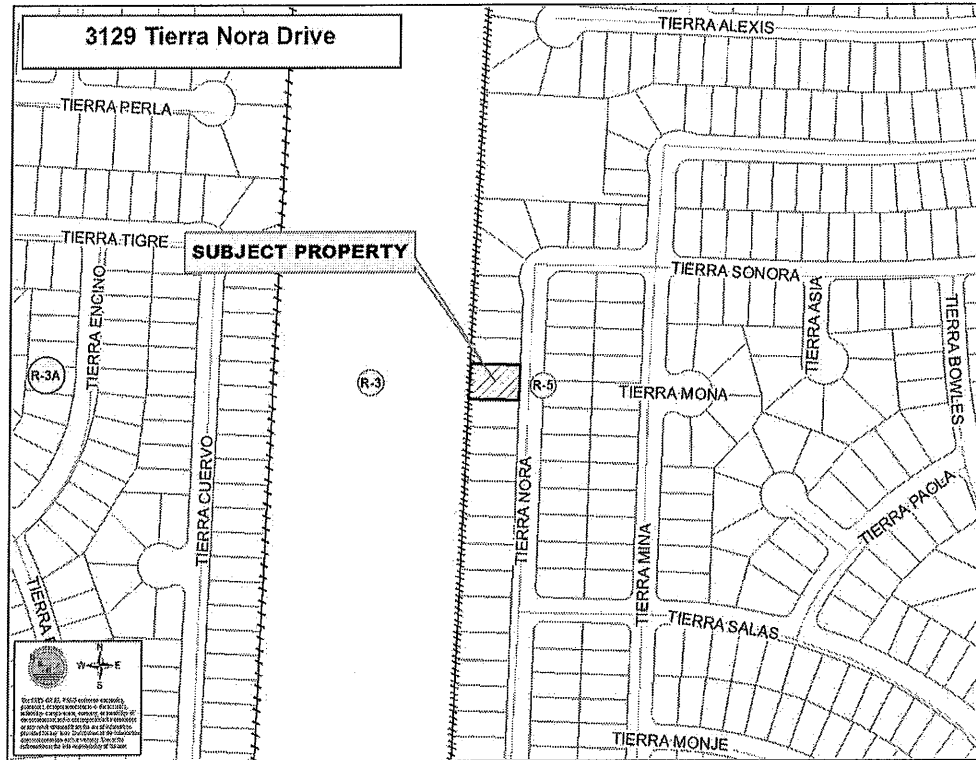 3129 Tierra Nora Drive
TIERRA ALEXIS
TIERRA PERLA
TIERRA TIGRE
SUBJECT PROPERTY
TIERRA SONORA
TIERRA ENCINO
TIERRA ASIA
TIERRA BOWLES
R-3A
R-3
R-5
TIERRA MONA
TIERRA CUERVO
TIERRA NORA
TIERRA MINA
TIERRA PAOLA
TIERRA
TIERRA SALAS
N
W E
S
TIERRA MONJE